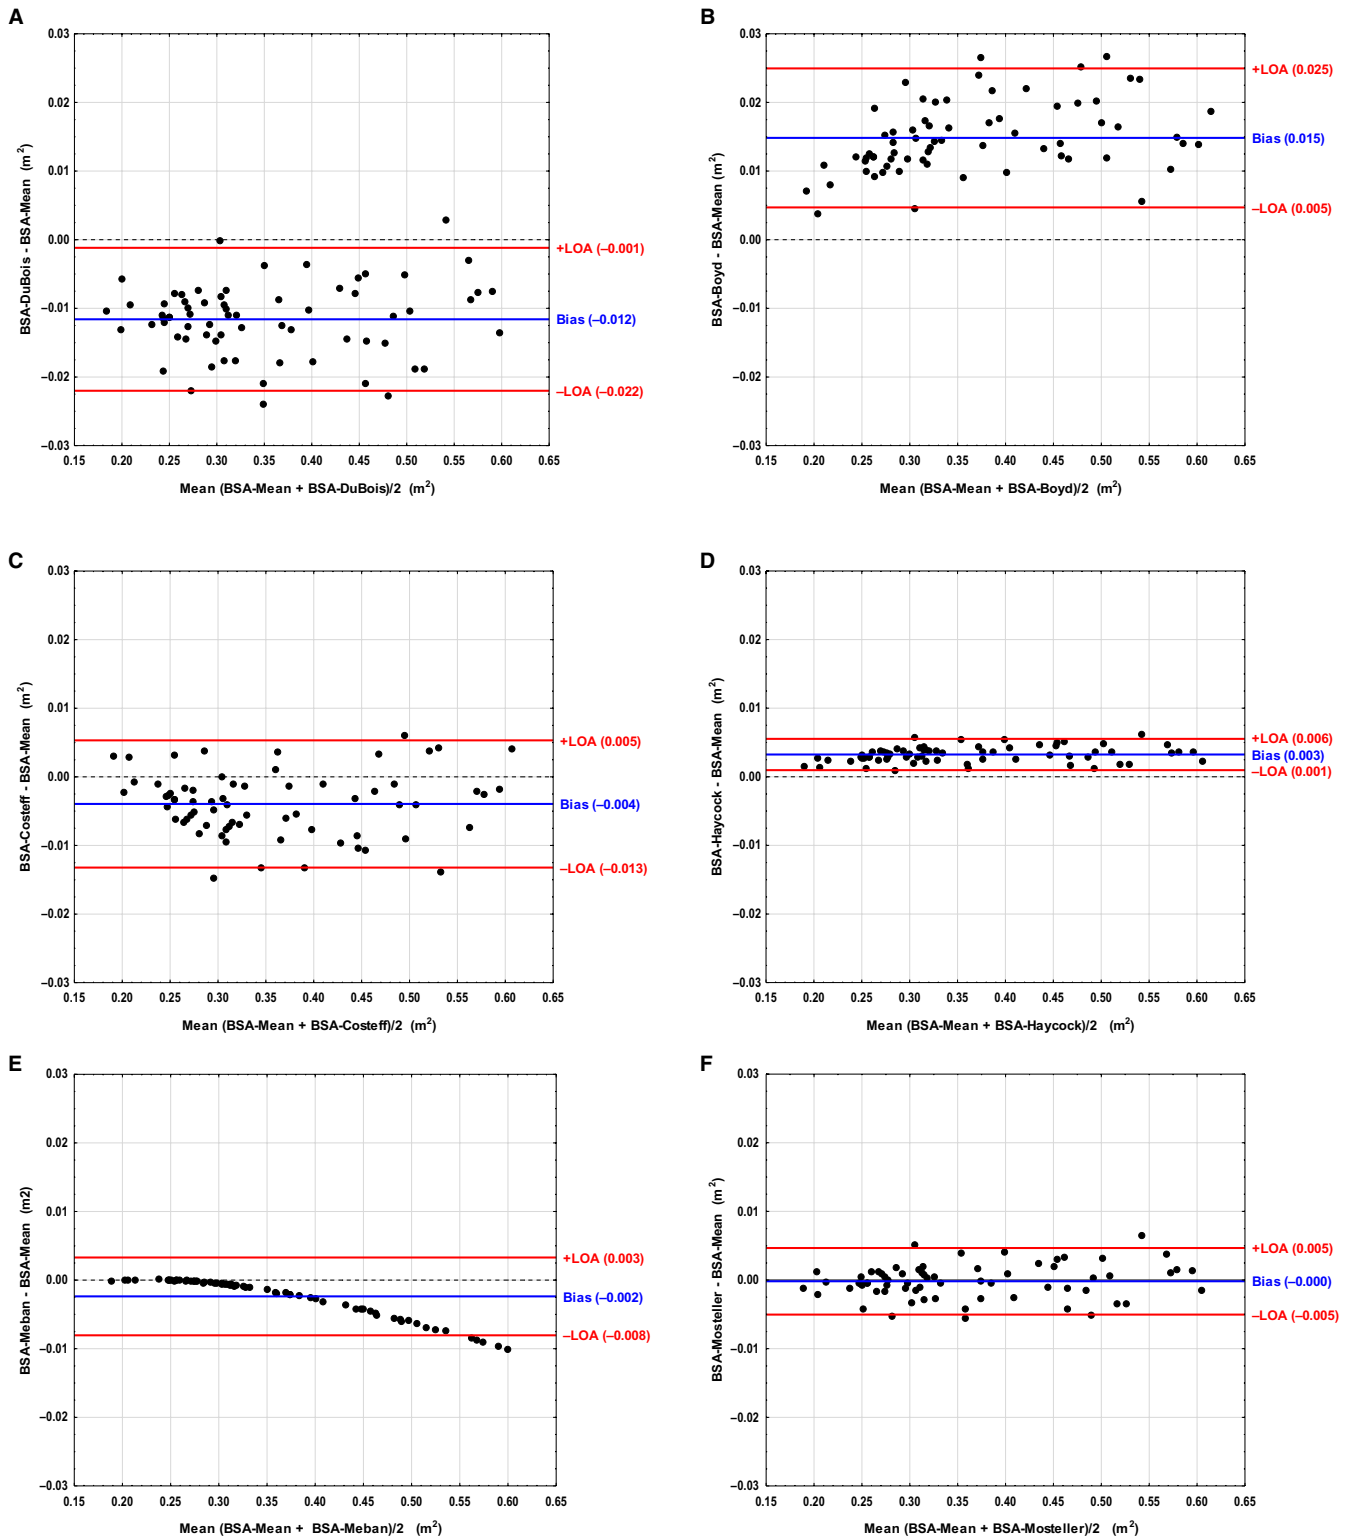 A
0.03
0.02
0.01
0.00
–0.01
–0.02
–0.03
BSA-DuBois - BSA-Mean (m²)
+LOA (–0.001)
Bias (–0.012)
–LOA (–0.022)
0.15 0.20 0.25 0.30 0.35 0.40 0.45 0.50 0.55 0.60 0.65
Mean (BSA-Mean + BSA-DuBois)/2 (m²)
B
0.03
0.02
0.01
0.00
–0.01
–0.02
–0.03
BSA-Boyd - BSA-Mean (m²)
+LOA (0.025)
Bias (0.015)
–LOA (0.005)
0.15 0.20 0.25 0.30 0.35 0.40 0.45 0.50 0.55 0.60 0.65
Mean (BSA-Mean + BSA-Boyd)/2 (m²)
C
0.03
0.02
0.01
0.00
–0.01
–0.02
–0.03
BSA-Costeff - BSA-Mean (m²)
+LOA (0.005)
Bias (–0.004)
–LOA (–0.013)
0.15 0.20 0.25 0.30 0.35 0.40 0.45 0.50 0.55 0.60 0.65
Mean (BSA-Mean + BSA-Costeff)/2 (m²)
D
0.03
0.02
0.01
0.00
–0.01
–0.02
–0.03
BSA-Haycock - BSA-Mean (m²)
+LOA (0.006)
Bias (0.003)
–LOA (0.001)
0.15 0.20 0.25 0.30 0.35 0.40 0.45 0.50 0.55 0.60 0.65
Mean (BSA-Mean + BSA-Haycock)/2 (m²)
E
0.03
0.02
0.01
0.00
–0.01
–0.02
–0.03
BSA-Meban - BSA-Mean (m2)
+LOA (0.003)
Bias (–0.002)
–LOA (–0.008)
0.15 0.20 0.25 0.30 0.35 0.40 0.45 0.50 0.55 0.60 0.65
Mean (BSA-Mean + BSA-Meban)/2 (m²)
F
0.03
0.02
0.01
0.00
–0.01
–0.02
–0.03
BSA-Mosteller - BSA-Mean (m²)
+LOA (0.005)
Bias (–0.000)
–LOA (–0.005)
0.15 0.20 0.25 0.30 0.35 0.40 0.45 0.50 0.55 0.60 0.65
Mean (BSA-Mean + BSA-Mosteller)/2 (m²)